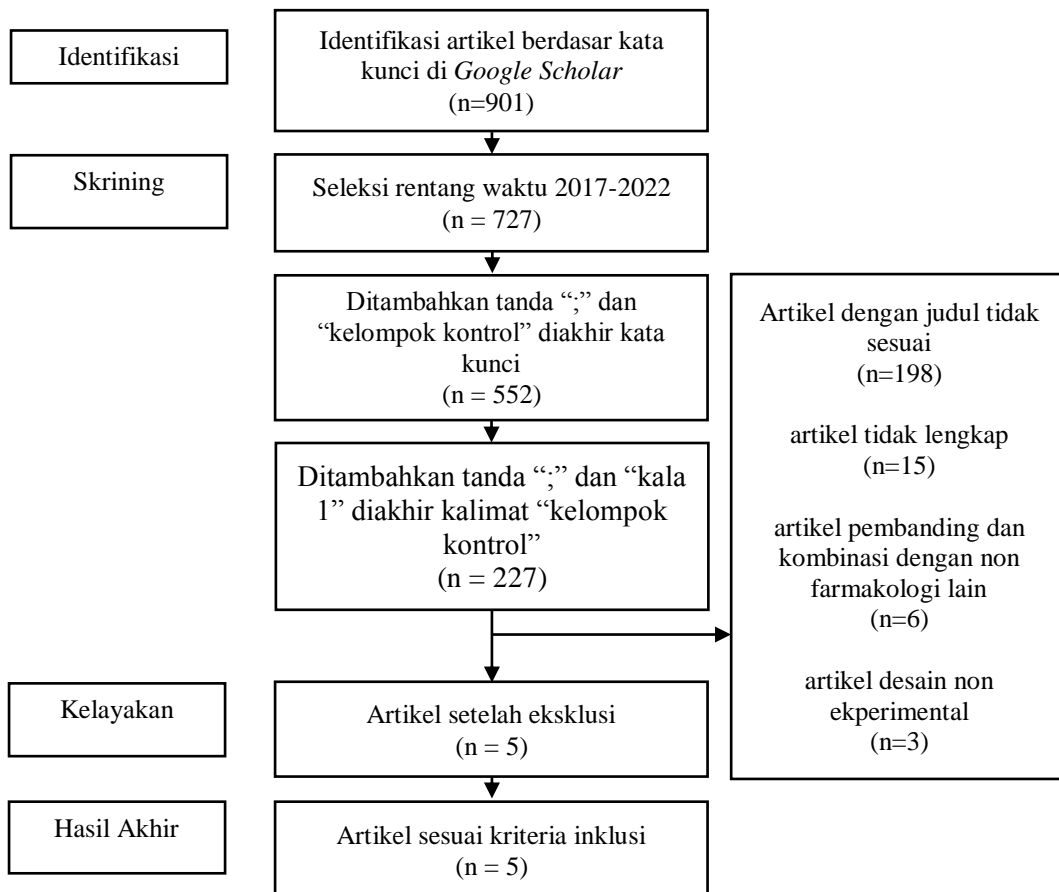 Identifikasi
Identifikasi artikel berdasar kata
kunci di Google Scholar
(n=901)
Skrining
Seleksi rentang waktu 2017-2022
(n = 727)
Ditambahkan tanda “;” dan
“kelompok kontrol” diakhir kata
kunci
(n = 552)
Ditambahkan tanda “;” dan “kala
1” diakhir kalimat “kelompok
kontrol”
(n = 227)
Artikel dengan judul tidak
sesuai
(n=198)
artikel tidak lengkap
(n=15)
artikel pembanding dan
kombinasi dengan non
farmakologi lain
(n=6)
artikel desain non
ekperimental
(n=3)
Kelayakan
Artikel setelah eksklusi
(n = 5)
Hasil Akhir
Artikel sesuai kriteria inklusi
(n = 5)